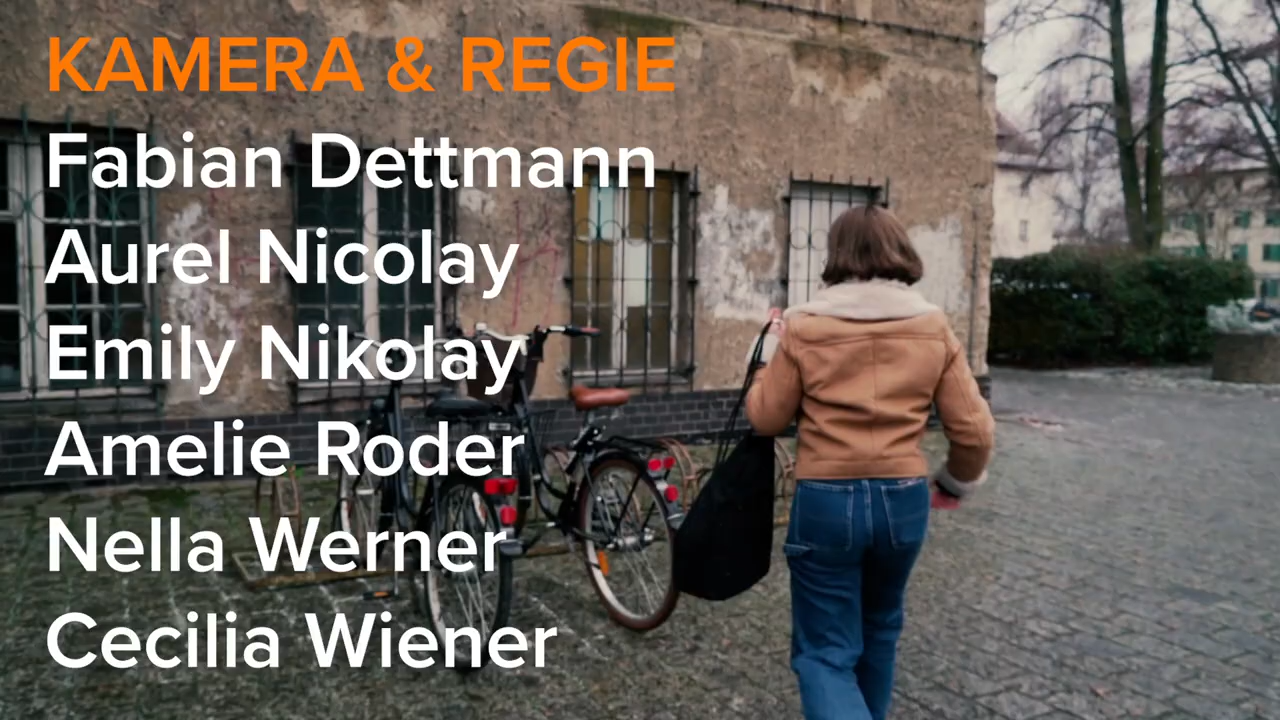 KAMERA & REGIE
Fabian Dettmann
Aurel Nicolay
Emily Nikolay
Amelie Roder
Nella Werner
Cecilia Wiener